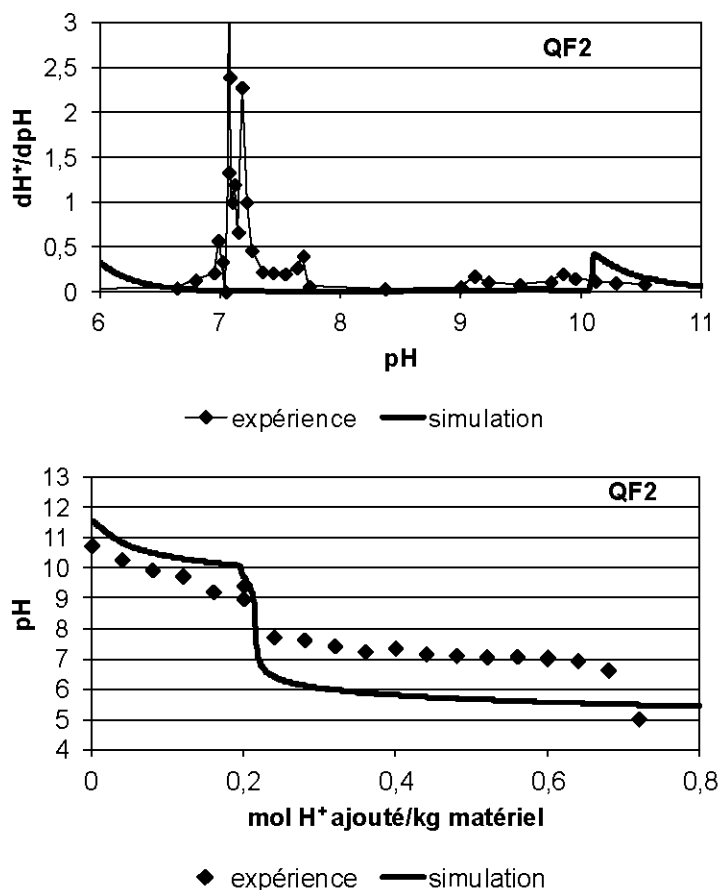 QF2
3
2,5
2
1,5
1
0,5
0
dH⁺/dpH
6 7 8 9 10 11
pH
expérience simulation
QF2
13
12
11
10
9
8
7
6
5
4
pH
0 0,2 0,4 0,6 0,8
mol H⁺ ajouté/kg matériel
expérience simulation